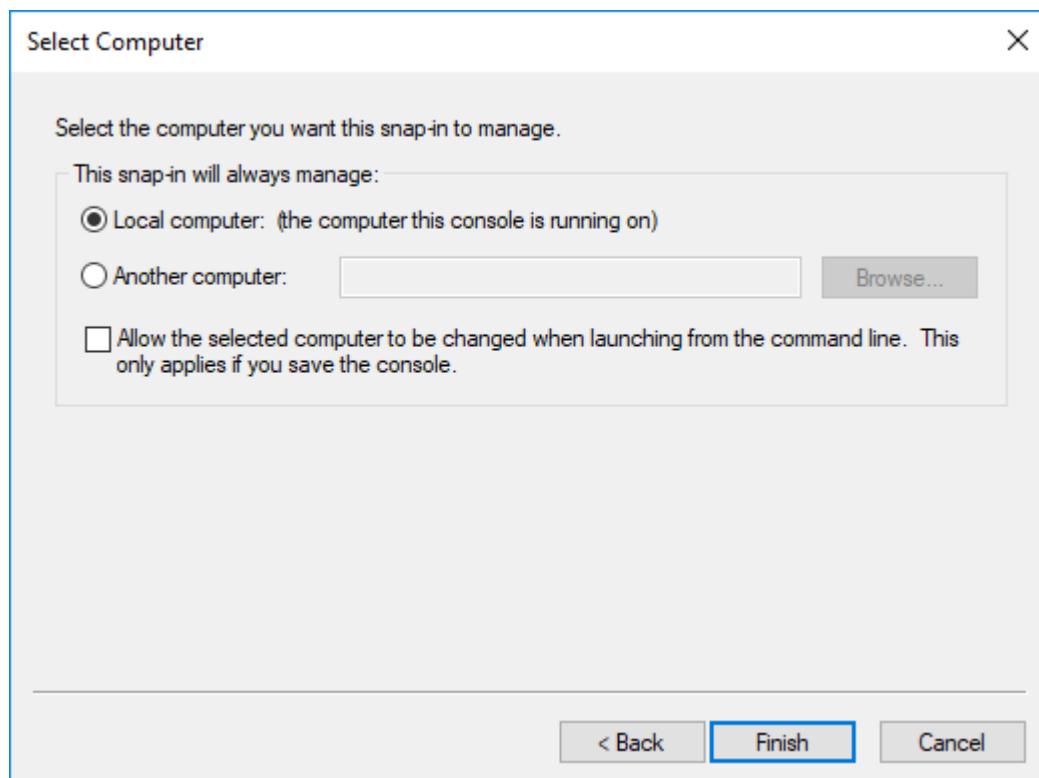 Select Computer
Select the computer you want this snap-in to manage.
This snap-in will always manage:
Local computer:  (the computer this console is running on)
Another computer:
Browse...
Allow the selected computer to be changed when launching from the command line.  This
only applies if you save the console.
< Back
Finish
Cancel